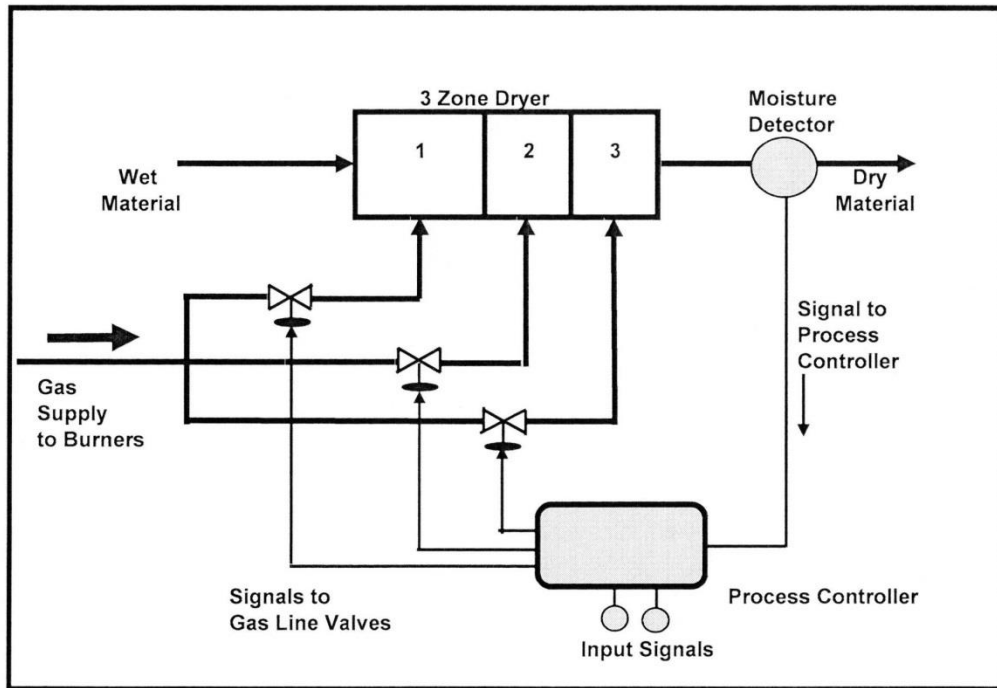 3 Zone Dryer
Moisture
Detector
1
2
3
Wet
Material
Dry
Material
Signal to
Process
Controller
Gas
Supply
to Burners
Signals to
Gas Line Valves
Process Controller
Input Signals